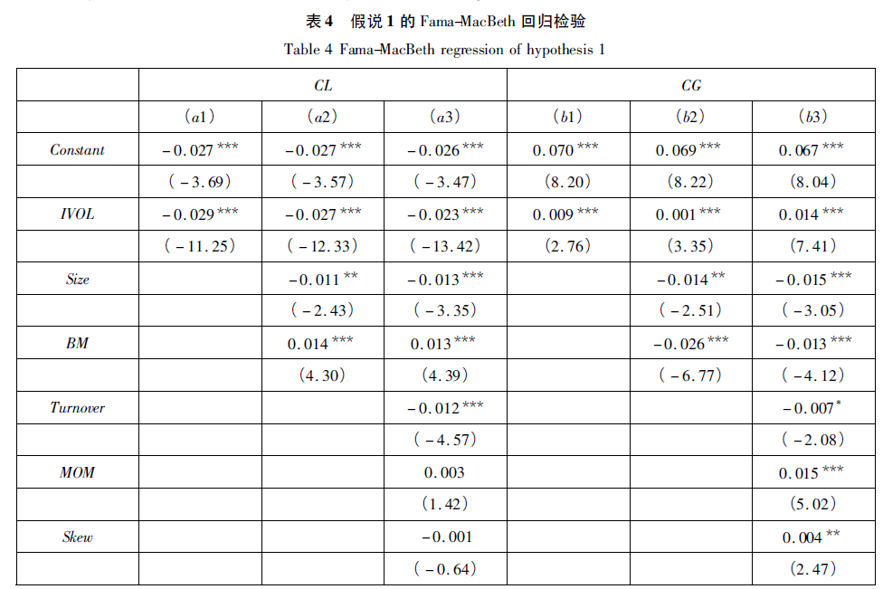 表4 假说1的 Fama-MacBeth 回归检验
Table 4 Fama-MacBeth regression of hypothesis 1
CL CG
(a1) (a2) (a3) (b1) (b2) (b3)
Constant -0.027*** -0.027*** -0.026*** 0.070*** 0.069*** 0.067***
(-3.69) (-3.57) (-3.47) (8.20) (8.22) (8.04)
IVOL -0.029*** -0.027*** -0.023*** 0.009*** 0.001*** 0.014***
(-11.25) (-12.33) (-13.42) (2.76) (3.35) (7.41)
Size -0.011** -0.013*** -0.014** -0.015***
(-2.43) (-3.35) (-2.51) (-3.05)
BM 0.014*** 0.013*** -0.026*** -0.013***
(4.30) (4.39) (-6.77) (-4.12)
Turnover -0.012*** -0.007*
(-4.57) (-2.08)
MOM 0.003 0.015***
(1.42) (5.02)
Skew -0.001 0.004**
(-0.64) (2.47)